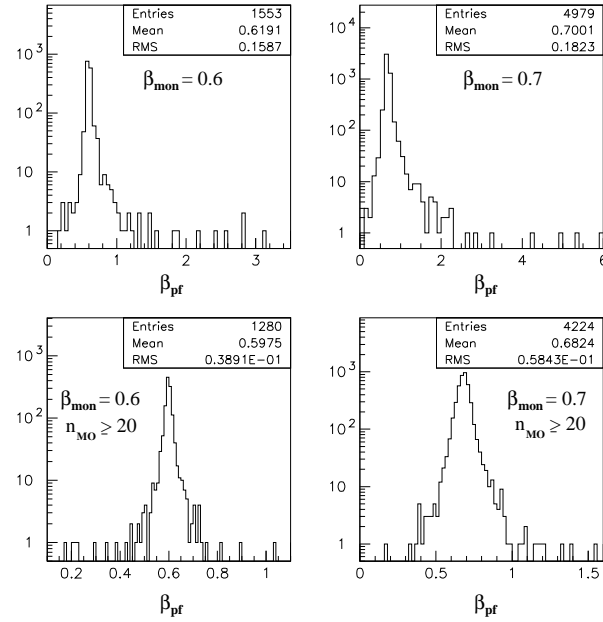 Entries 1553
Mean 0.6191
RMS 0.1587
β_mon = 0.6
10^3
10^2
10
1
0 1 2 3
β_pf
Entries 4979
Mean 0.7001
RMS 0.1823
β_mon = 0.7
10^4
10^3
10^2
10
1
0 2 4 6
β_pf
Entries 1280
Mean 0.5975
RMS 0.3891E-01
β_mon = 0.6
n_MO ≥ 20
10^3
10^2
10
1
0.2 0.4 0.6 0.8 1
β_pf
Entries 4224
Mean 0.6824
RMS 0.5843E-01
β_mon = 0.7
n_MO ≥ 20
10^3
10^2
10
1
0 0.5 1 1.5
β_pf